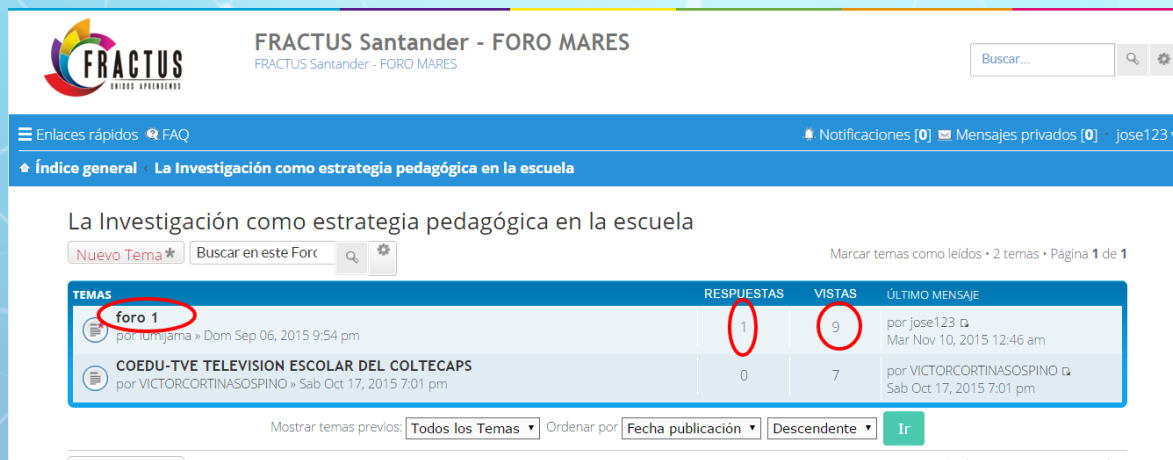 FRACTUS
UNIDOS APRENDEMOS
FRACTUS Santander - FORO MARES
FRACTUS Santander - FORO MARES
Buscar...
Enlaces rápidos FAQ
Notificaciones [0] Mensajes privados [0] jose123
Índice general La Investigación como estrategia pedagógica en la escuela
La Investigación como estrategia pedagógica en la escuela
Nuevo Tema* Buscar en este Foro
Marcar temas como leídos • 2 temas • Página 1 de 1
TEMAS RESPUESTAS VISTAS ÚLTIMO MENSAJE
foro 1
por lumijama » Dom Sep 06, 2015 9:54 pm
1 9
por jose123
Mar Nov 10, 2015 12:46 am
COEDU-TVE TELEVISION ESCOLAR DEL COLTECAPS
por VICTORCORTINASOSPINO » Sab Oct 17, 2015 7:01 pm
0 7
por VICTORCORTINASOSPINO
Sab Oct 17, 2015 7:01 pm
Mostrar temas previos: Todos los Temas Ordenar por Fecha publicación Descendente Ir